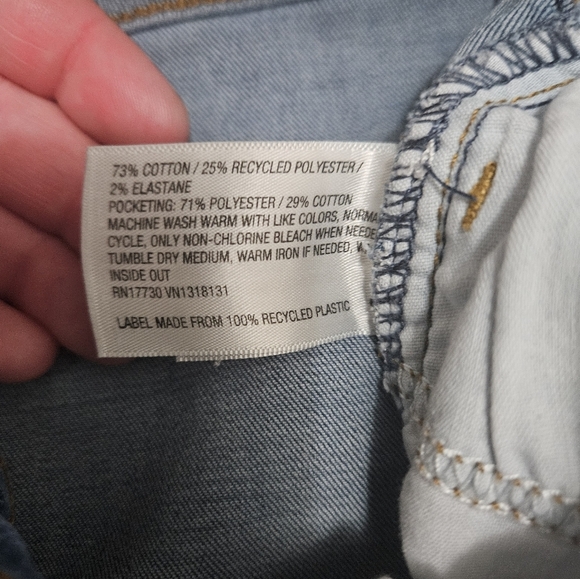 73% COTTON / 25% RECYCLED POLYESTER /
2% ELASTANE
POCKETING: 71% POLYESTER / 29% COTTON
MACHINE WASH WARM WITH LIKE COLORS,
CYCLE, ONLY NON-CHLORINE BLEACH WHEN
TUMBLE DRY MEDIUM, WARM IRON IF NEEDED,
INSIDE OUT
RN17730 VN1318131
LABEL MADE FROM 100% RECYCLED PLASTIC